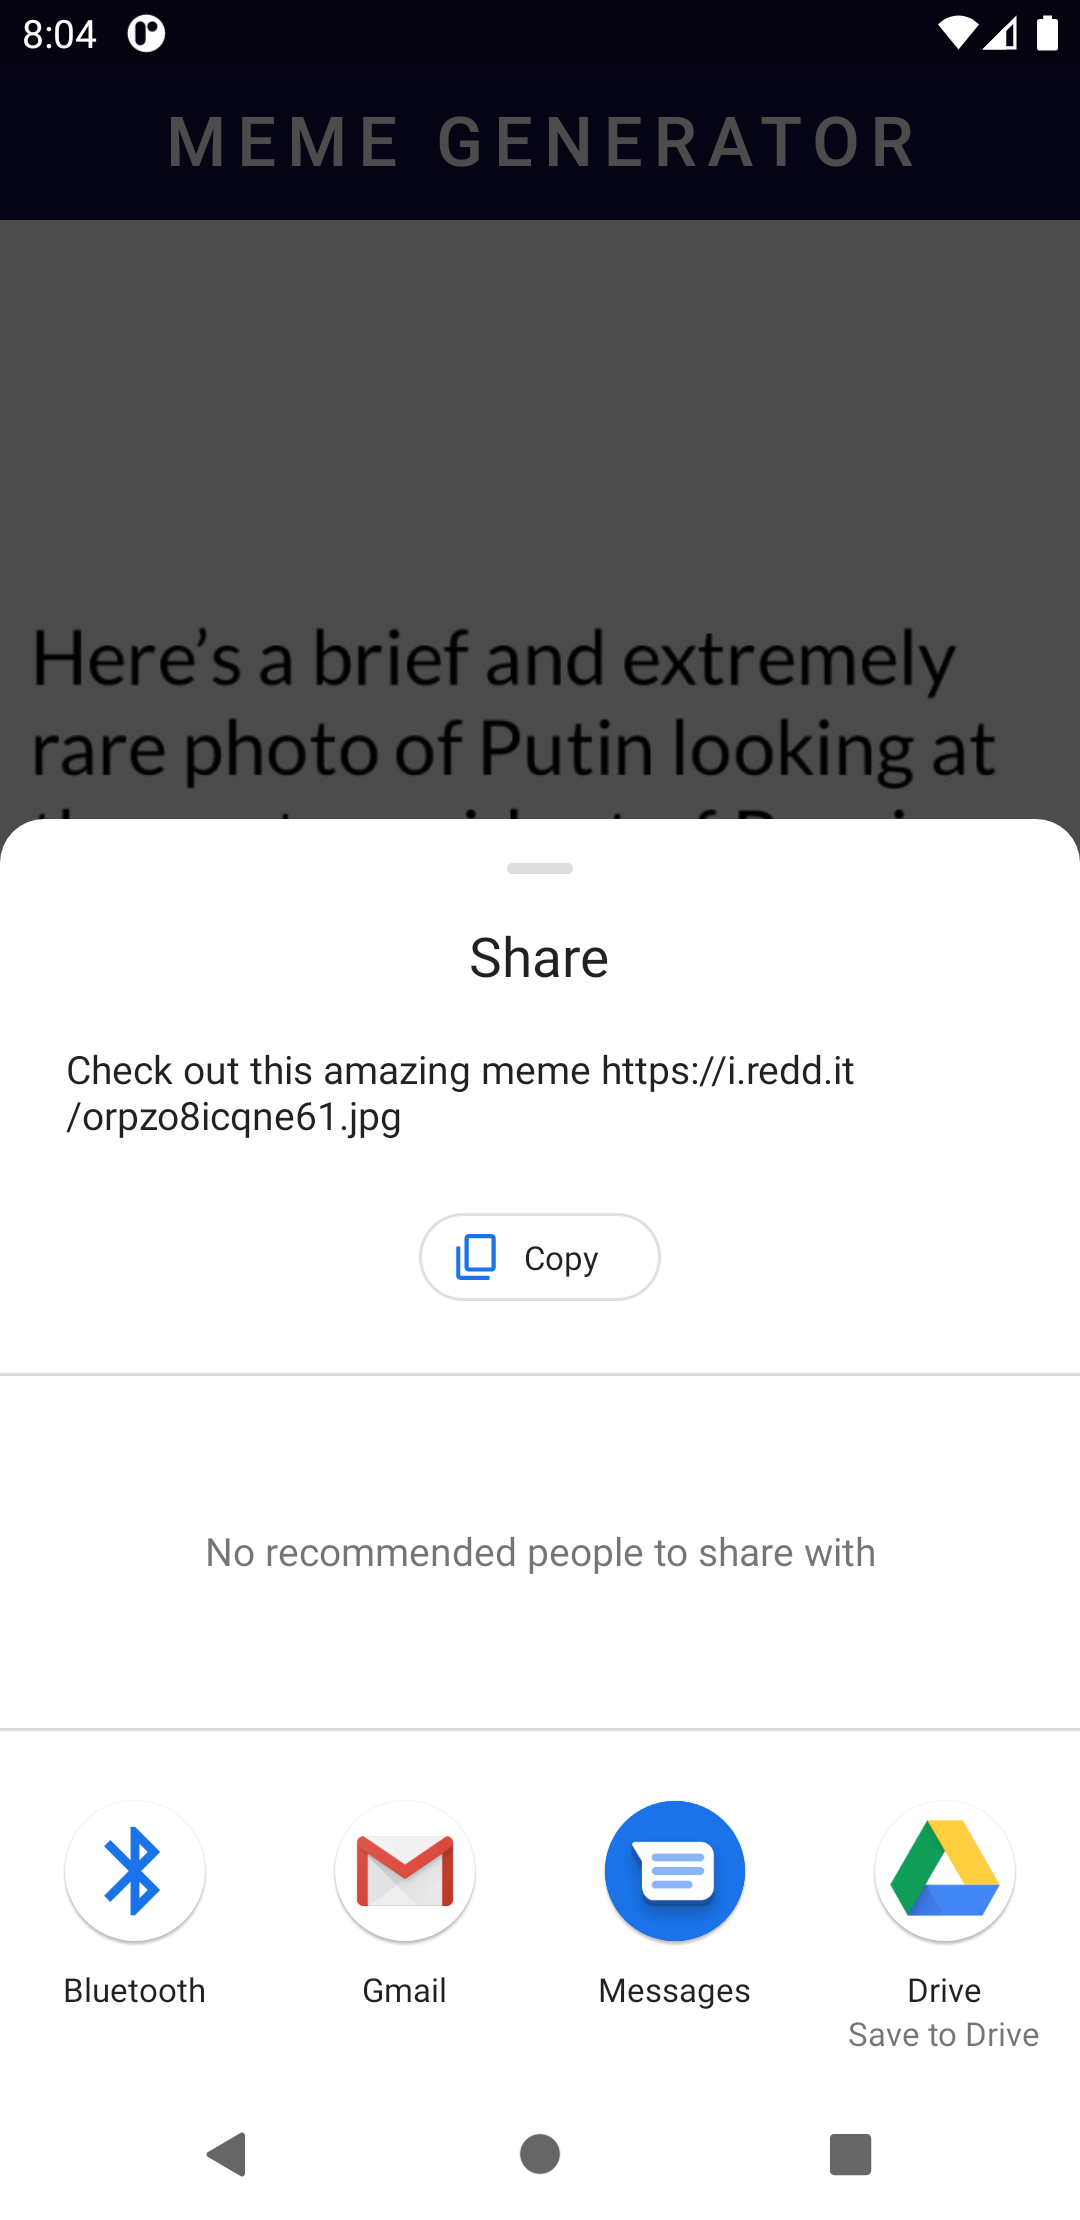 8:04
MEME GENERATOR
Here's a brief and extremely
rare photo of Putin looking at
Share
Check out this amazing meme https://i.redd.it
/orpzo8icqne61.jpg
Copy
No recommended people to share with
Bluetooth
Gmail
Messages
Drive
Save to Drive